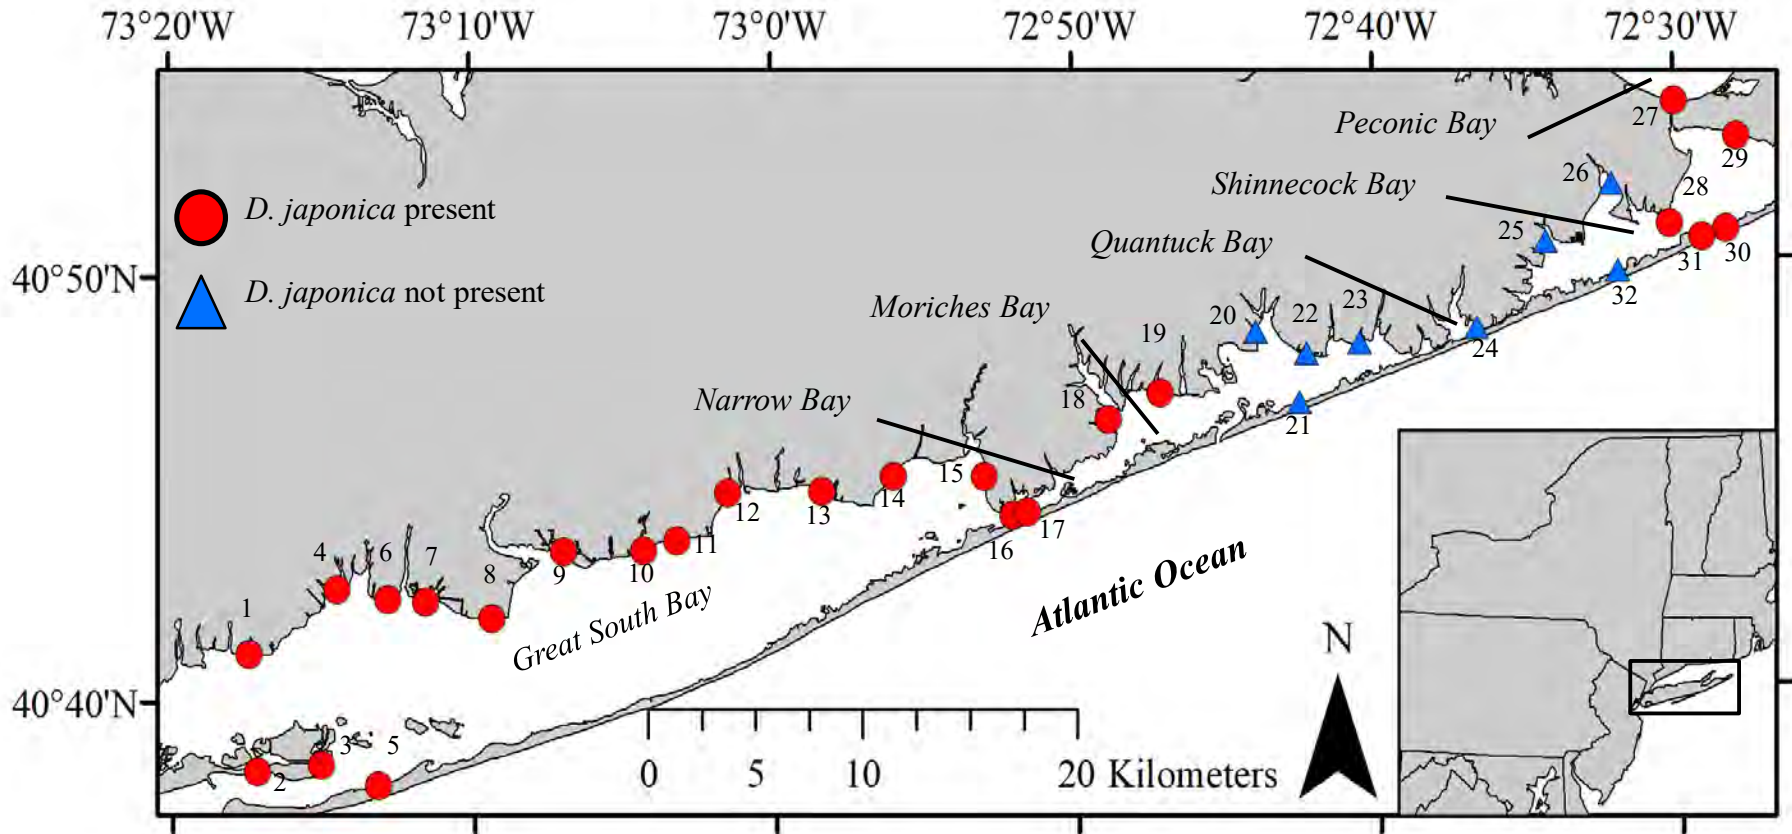 73°20'W 73°10'W 73°0'W 72°50'W 72°40'W 72°30'W
Peconic Bay
27
29
Shinnecock Bay
26
28
D. japonica present
Quantuck Bay
25
31
30
40°50'N
D. japonica not present
Moriches Bay
20
22
23
32
19
24
Narrow Bay
18
21
15
14
12
13
16
17
11
4
6
7
8
9
10
Atlantic Ocean
Great South Bay
1
N
40°40'N
3
5
2
0 5 10 20 Kilometers